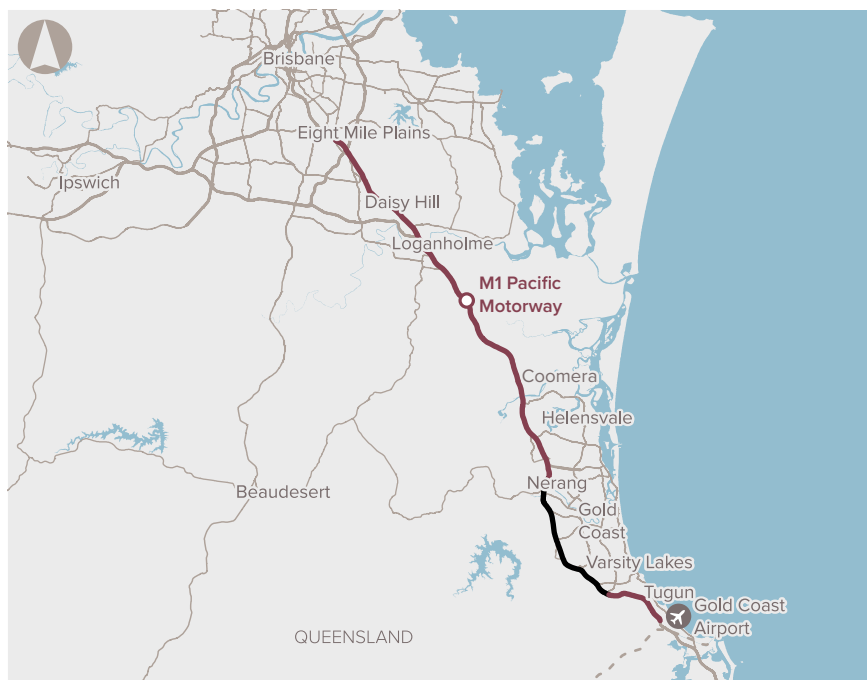 Brisbane
Eight Mile Plains
Ipswich
Daisy Hill
Loganholme
M1 Pacific
Motorway
Coomera
Helensvale
Nerang
Beaudesert
Gold
Coast
Varsity Lakes
Tugun
Gold Coast
Airport
QUEENSLAND